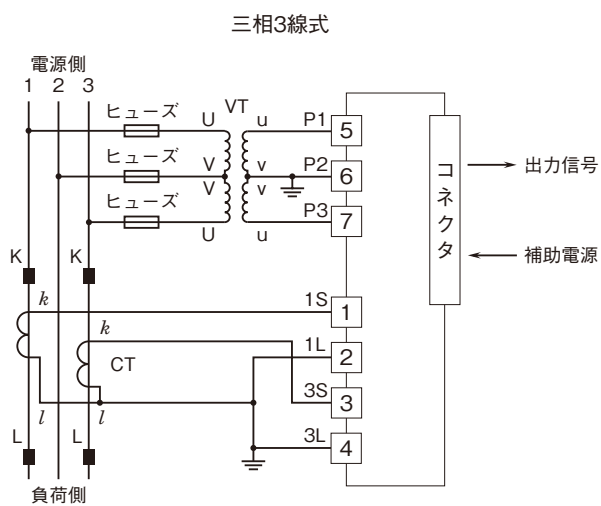 三相3線式
電源側
1 2 3
ヒューズ
ヒューズ
ヒューズ
VT
U u
V v
V v
U u
P1
5
P2
6
P3
7
コネクタ
出力信号
補助電源
K K
k
k
CT
l l
L L
1S
1
1L
2
3S
3
3L
4
負荷側